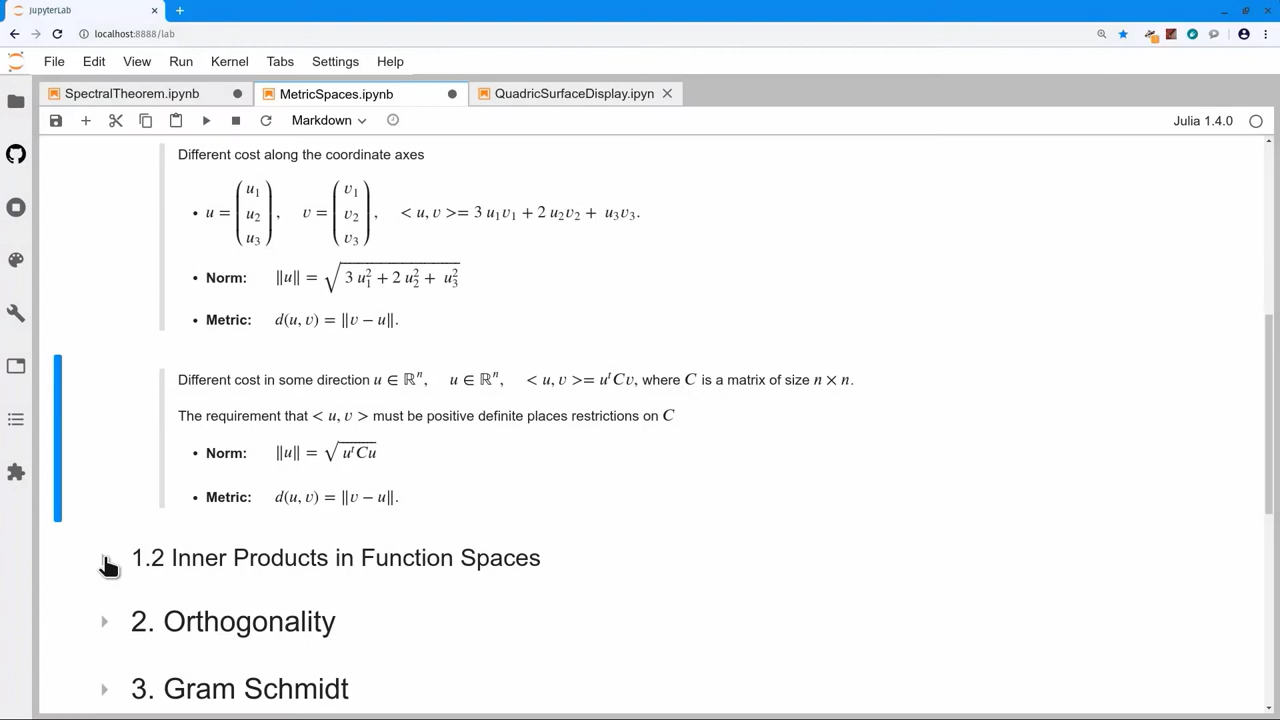 JupyterLab
localhost:8888/lab
File Edit View Run Kernel Tabs Settings Help
SpectralTheorem.ipynb MetricSpaces.ipynb QuadricSurfaceDisplay.ipyn
Markdown Julia 1.4.0
Different cost along the coordinate axes
• u = (u₁ u₂ u₃), v = (v₁ v₂ v₃), < u, v >= 3 u₁v₁ + 2 u₂v₂ + u₃v₃.
• Norm: ‖u‖ = √(3 u₁² + 2 u₂² + u₃²)
• Metric: d(u, v) = ‖v − u‖.
Different cost in some direction u ∈ ℝⁿ, u ∈ ℝⁿ, < u, v >= uᵗCv, where C is a matrix of size n × n.
The requirement that < u, v > must be positive definite places restrictions on C
• Norm: ‖u‖ = √(uᵗCu)
• Metric: d(u, v) = ‖v − u‖.
1.2 Inner Products in Function Spaces
2. Orthogonality
3. Gram Schmidt